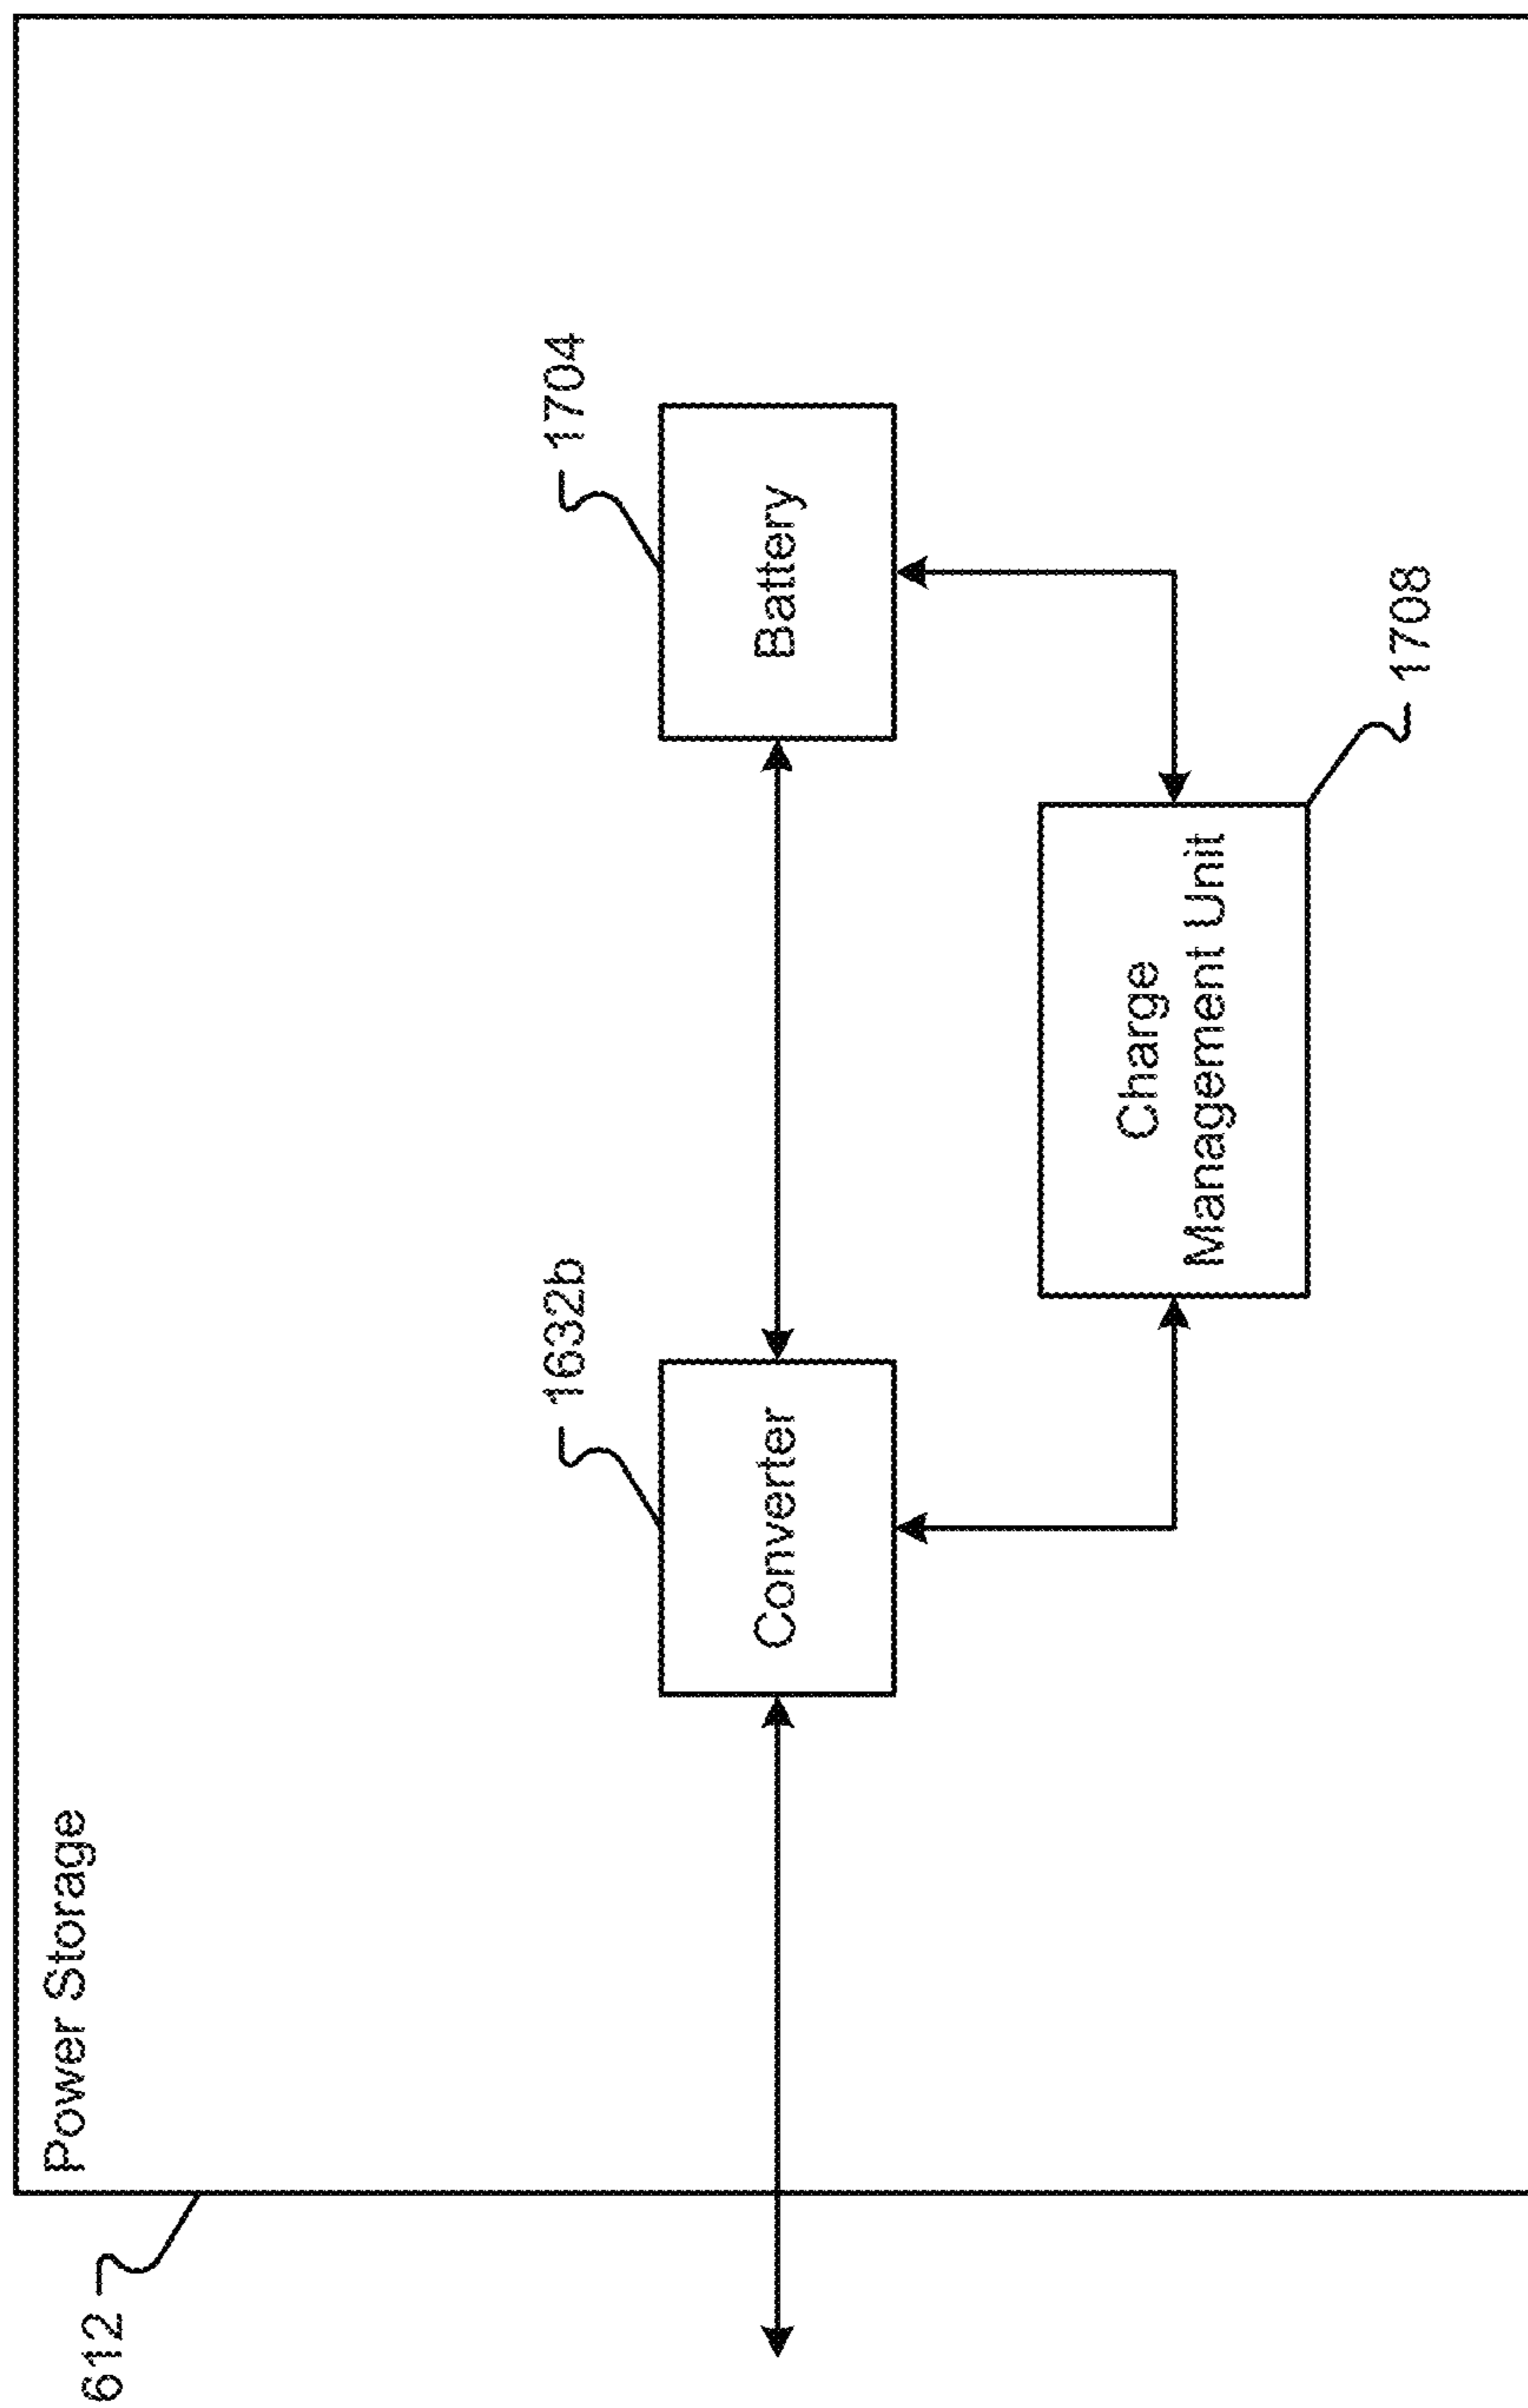 612
Power Storage
1632b
Converter
1704
Battery
Charge
Management Unit
1708